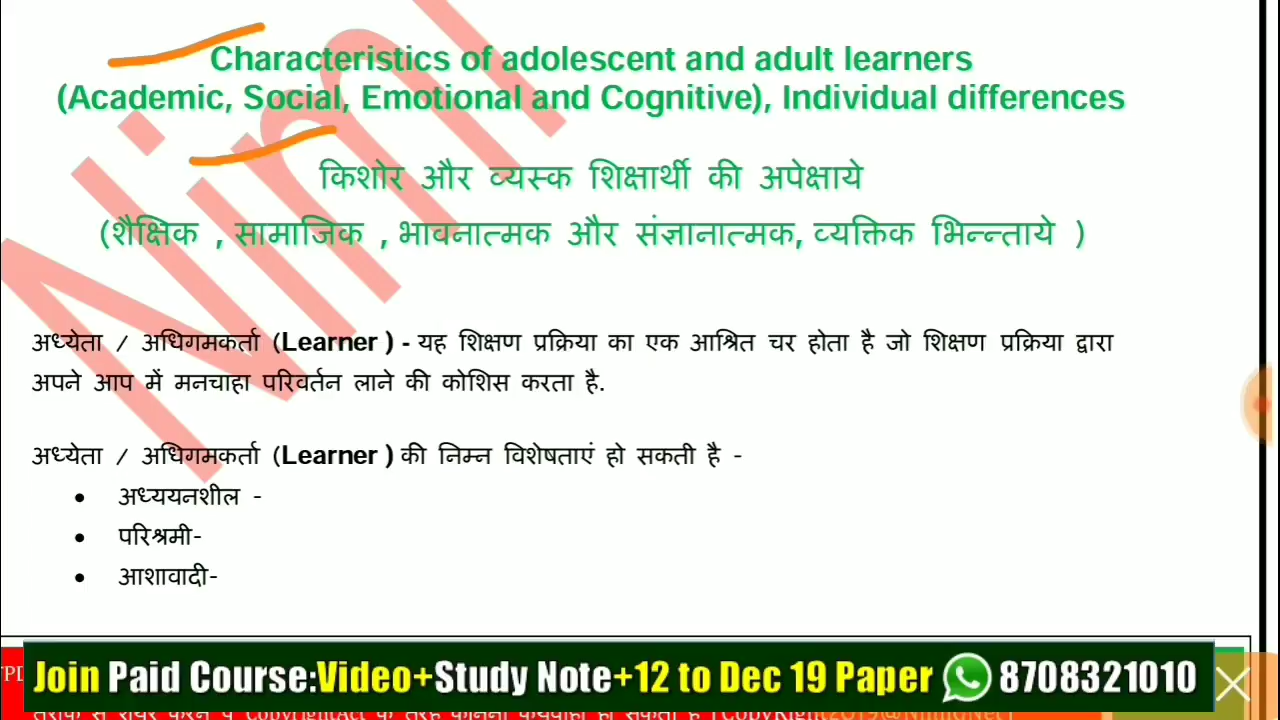 Characteristics of adolescent and adult learners
(Academic, Social, Emotional and Cognitive), Individual differences
किशोर और व्यस्क शिक्षार्थी की अपेक्षाये
(शैक्षिक , सामाजिक , भावनात्मक और संज्ञानात्मक, व्यक्तिक भिन्न्ताये )
अध्येता / अधिगमकर्ता (Learner ) - यह शिक्षण प्रक्रिया का एक आश्रित चर होता है जो शिक्षण प्रक्रिया द्वारा
अपने आप में मनचाहा परिवर्तन लाने की कोशिस करता है.
अध्येता / अधिगमकर्ता (Learner ) की निम्न विशेषताएं हो सकती है -
• अध्ययनशील -
• परिश्रमी-
• आशावादी-
Join Paid Course:Video+Study Note+12 to Dec 19 Paper 8708321010